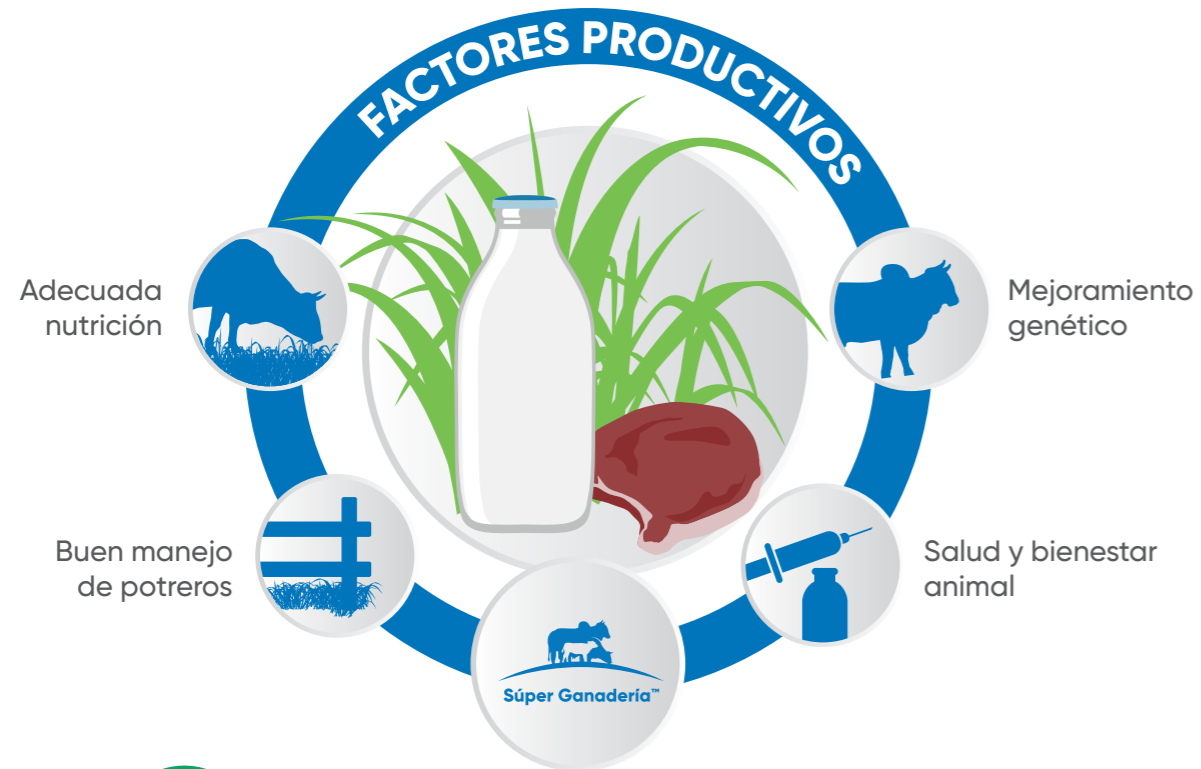 FACTORES PRODUCTIVOS
Adecuada
nutrición
Mejoramiento
genético
Buen manejo
de potreros
Salud y bienestar
animal
Súper Ganadería™